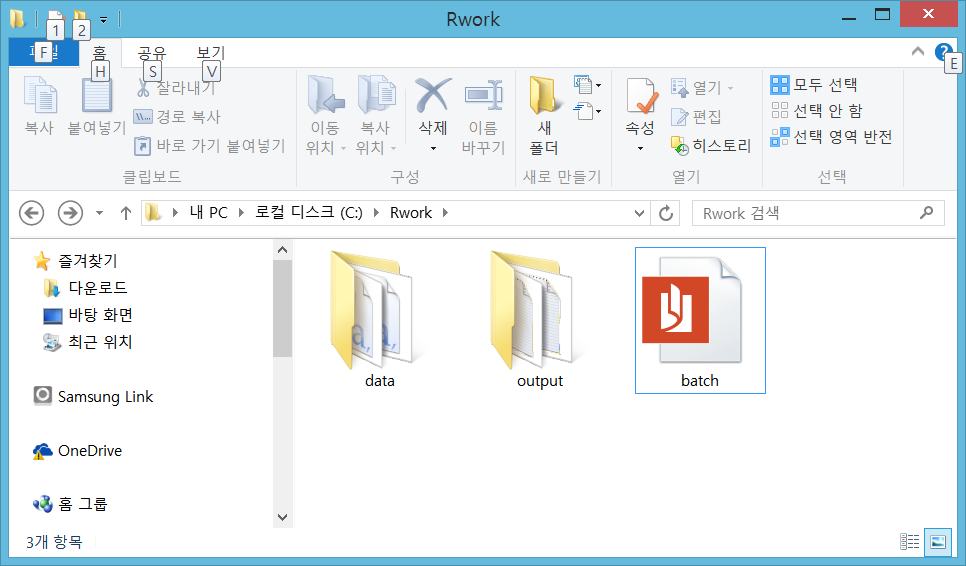 Rwork
1
2
파일
F
홈
H
공유
S
보기
V
E
복사
붙여넣기
잘라내기
경로 복사
바로 가기 붙여넣기
클립보드
이동
위치
복사
위치
삭제
이름
바꾸기
구성
새
폴더
새로 만들기
속성
열기
편집
히스토리
열기
모두 선택
선택 안 함
선택 영역 반전
선택
내 PC
로컬 디스크 (C:)
Rwork
Rwork 검색
즐겨찾기
다운로드
바탕 화면
최근 위치
Samsung Link
OneDrive
홈 그룹
data
output
batch
3개 항목